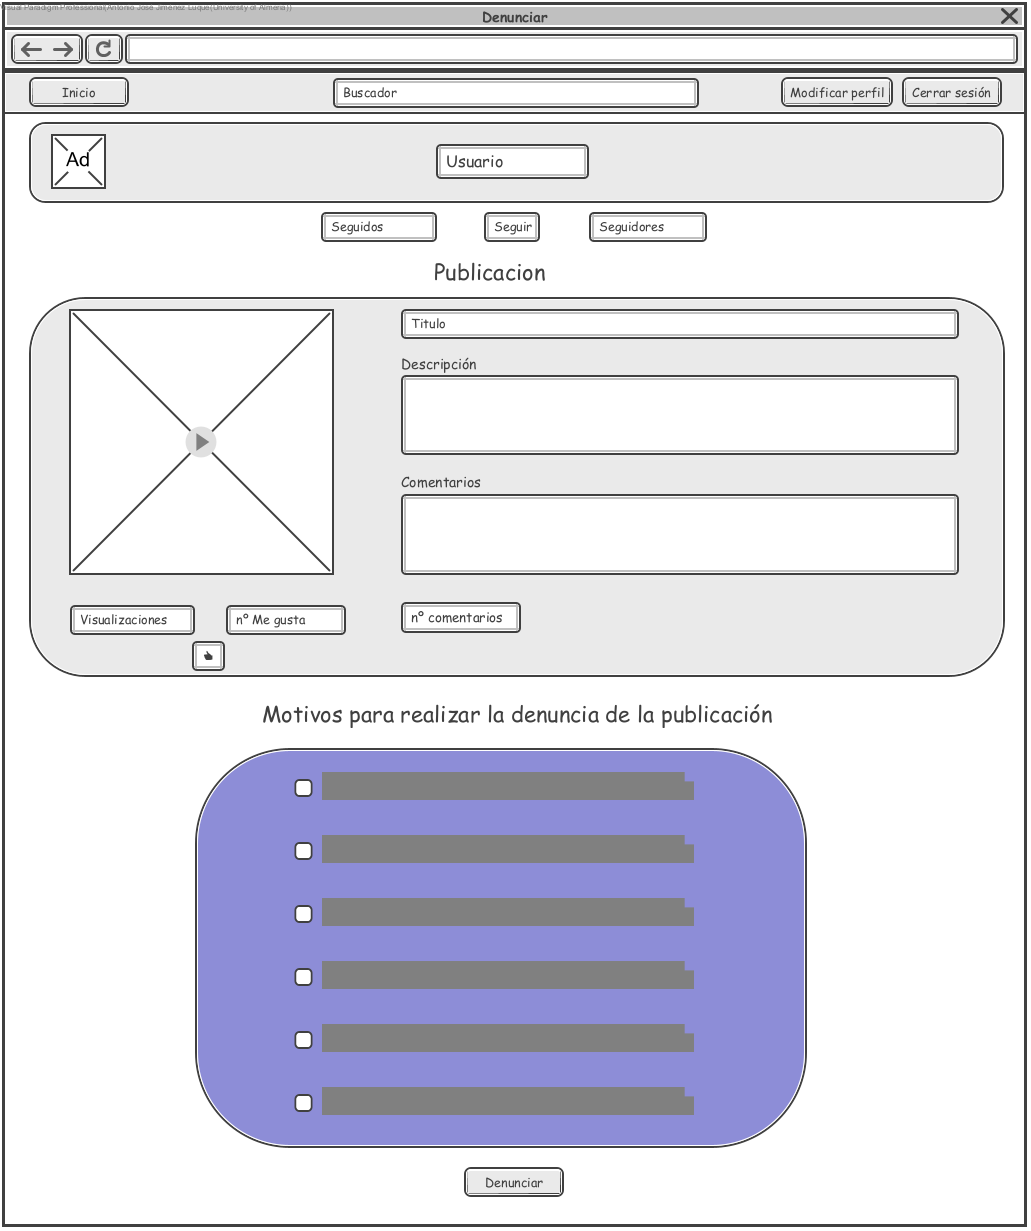 Visual Paradigm Professional(Antonio José Jiménez Luque(University of Almeria))
Denunciar
Inicio
Buscador
Modificar perfil
Cerrar sesión
Ad
Usuario
Seguidos
Seguir
Seguidores
Publicacion
Titulo
Descripción
Comentarios
Visualizaciones
nº Me gusta
nº comentarios
Motivos para realizar la denuncia de la publicación
Denunciar